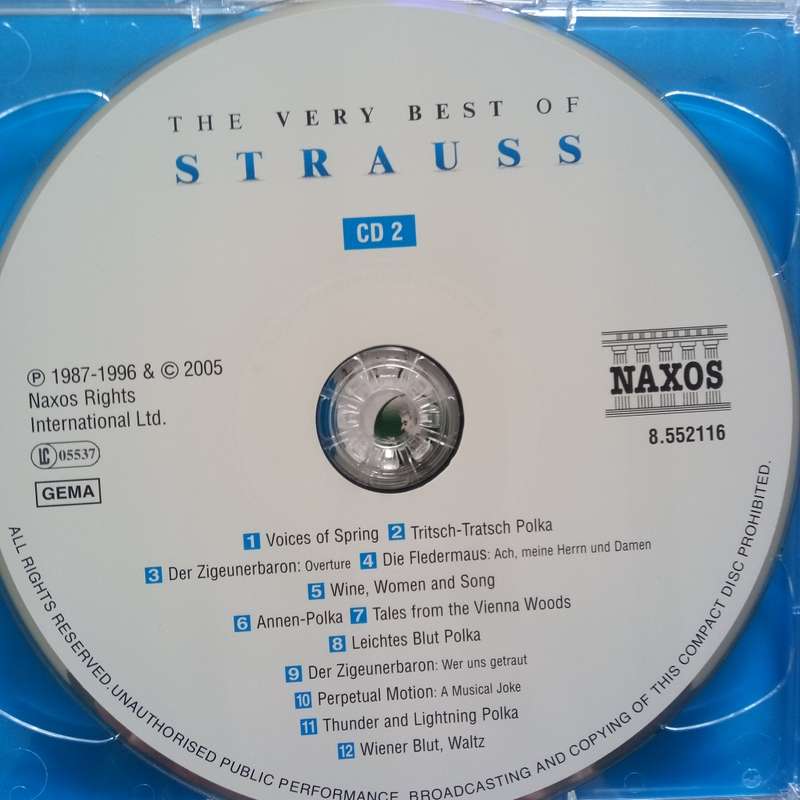 THE VERY BEST OF
STRAUSS
CD 2
℗ 1987-1996 & © 2005
Naxos Rights
International Ltd.
LC 05537
GEMA
NAXOS
8.552116
1 Voices of Spring 2 Tritsch-Tratsch Polka
3 Der Zigeunerbaron: Overture 4 Die Fledermaus: Ach, meine Herrn und Damen
5 Wine, Women and Song
6 Annen-Polka 7 Tales from the Vienna Woods
8 Leichtes Blut Polka
9 Der Zigeunerbaron: Wer uns getraut
10 Perpetual Motion: A Musical Joke
11 Thunder and Lightning Polka
12 Wiener Blut, Waltz
ALL RIGHTS RESERVED. UNAUTHORISED PUBLIC PERFORMANCE, BROADCASTING AND COPYING OF THIS COMPACT DISC PROHIBITED.